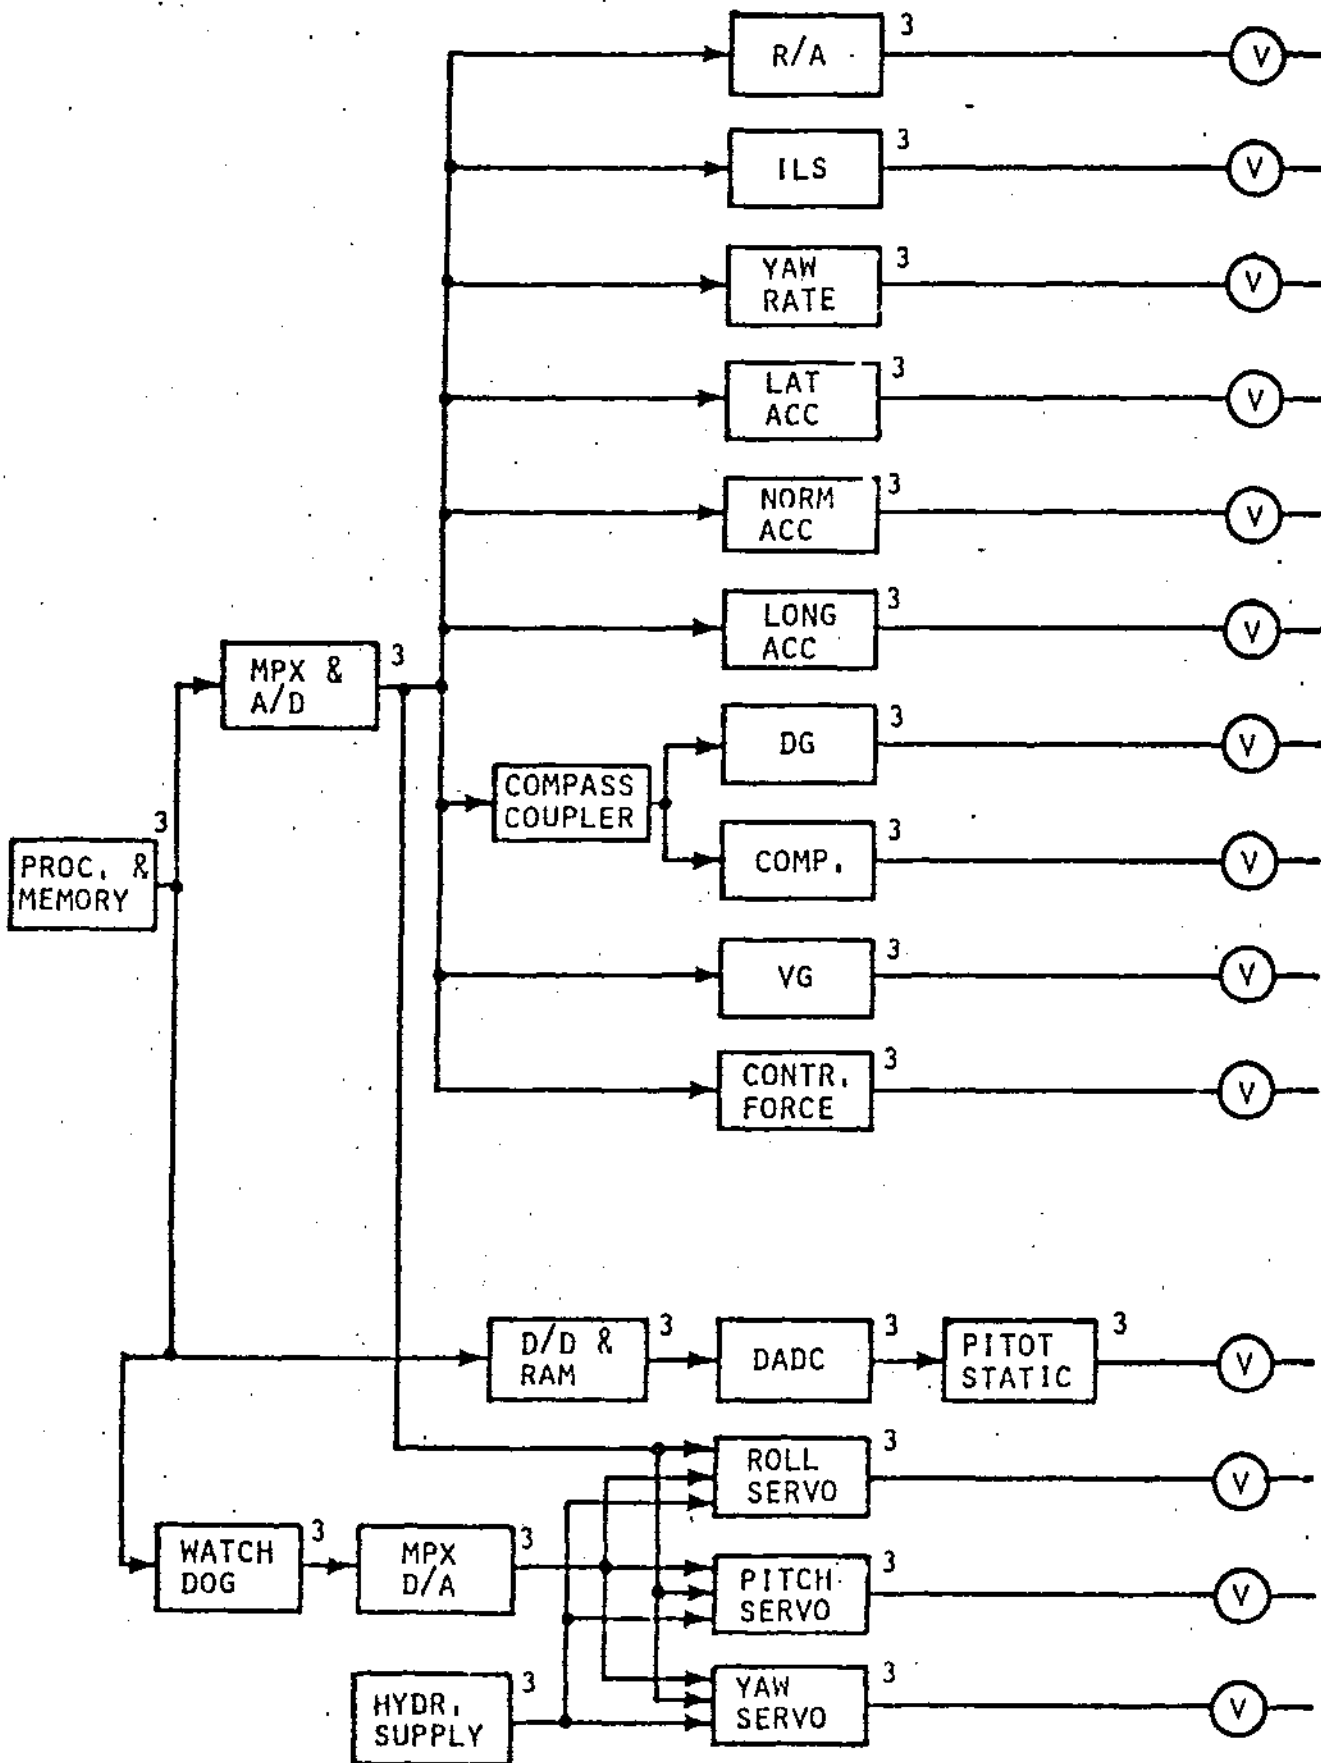 3
R/A
V
3
ILS
V
3
YAW
RATE
V
3
LAT
ACC
V
3
NORM
ACC
V
3
LONG
ACC
V
3
MPX &
A/D
3
DG
V
COMPASS
COUPLER
3
COMP.
V
3
PROC. &
MEMORY
3
VG
V
3
CONTR.
FORCE
V
3
D/D &
RAM
3
DADC
3
PITOT
STATIC
V
3
ROLL
SERVO
V
3
WATCH
DOG
3
MPX
D/A
3
PITCH
SERVO
V
3
HYDR.
SUPPLY
3
YAW
SERVO
V